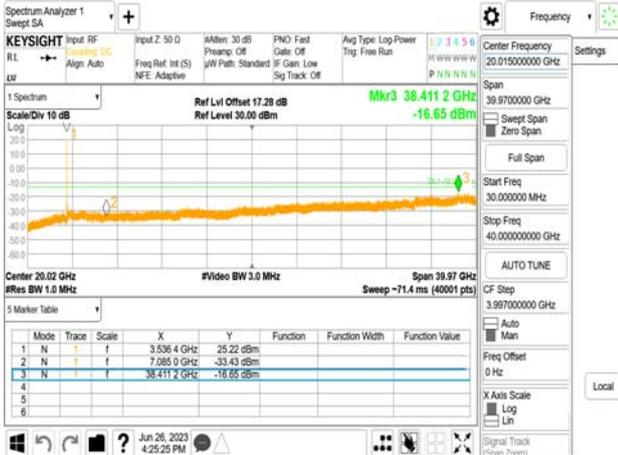 Spectrum Analyzer 1
Swept SA
+
Frequency
KEYSIGHT
Input: RF
Coupling: DC
Align: Auto
Input Z: 50 Ω
Freq Ref: Int (S)
NFE: Adaptive
#Atten: 30 dB
Preamp: Off
µW Path: Standard
PNO: Fast
Gate: Off
IF Gain: Low
Sig Track: Off
Avg Type: Log-Power
Trig: Free Run
1 2 3 4 5 6
M W W W W W
P N N N N N
RL
1 Spectrum
Scale/Div 10 dB
Ref Lvl Offset 17.28 dB
Ref Level 30.00 dBm
Mkr3 38.411 2 GHz
-16.65 dBm
Log
20.0
10.0
0.00
-10.0
-20.0
-30.0
-40.0
-50.0
-60.0
1
2
3
Center 20.02 GHz
#Res BW 1.0 MHz
#Video BW 3.0 MHz
Span 39.97 GHz
Sweep ~71.4 ms (40001 pts)
5 Marker Table
Mode Trace Scale X Y Function Function Width Function Value
1 N 1 f 3.536 4 GHz 25.22 dBm
2 N 1 f 7.085 0 GHz -33.43 dBm
3 N 1 f 38.411 2 GHz -16.65 dBm
4
5
6
?
Jun 26, 2023
4:25:25 PM
Center Frequency
20.015000000 GHz
Settings
Span
39.9700000 GHz
Swept Span
Zero Span
Full Span
Start Freq
30.000000 MHz
Stop Freq
40.000000000 GHz
AUTO TUNE
CF Step
3.997000000 GHz
Auto
Man
Freq Offset
0 Hz
X Axis Scale
Log
Lin
Local
Signal Track
(Span Zoom)